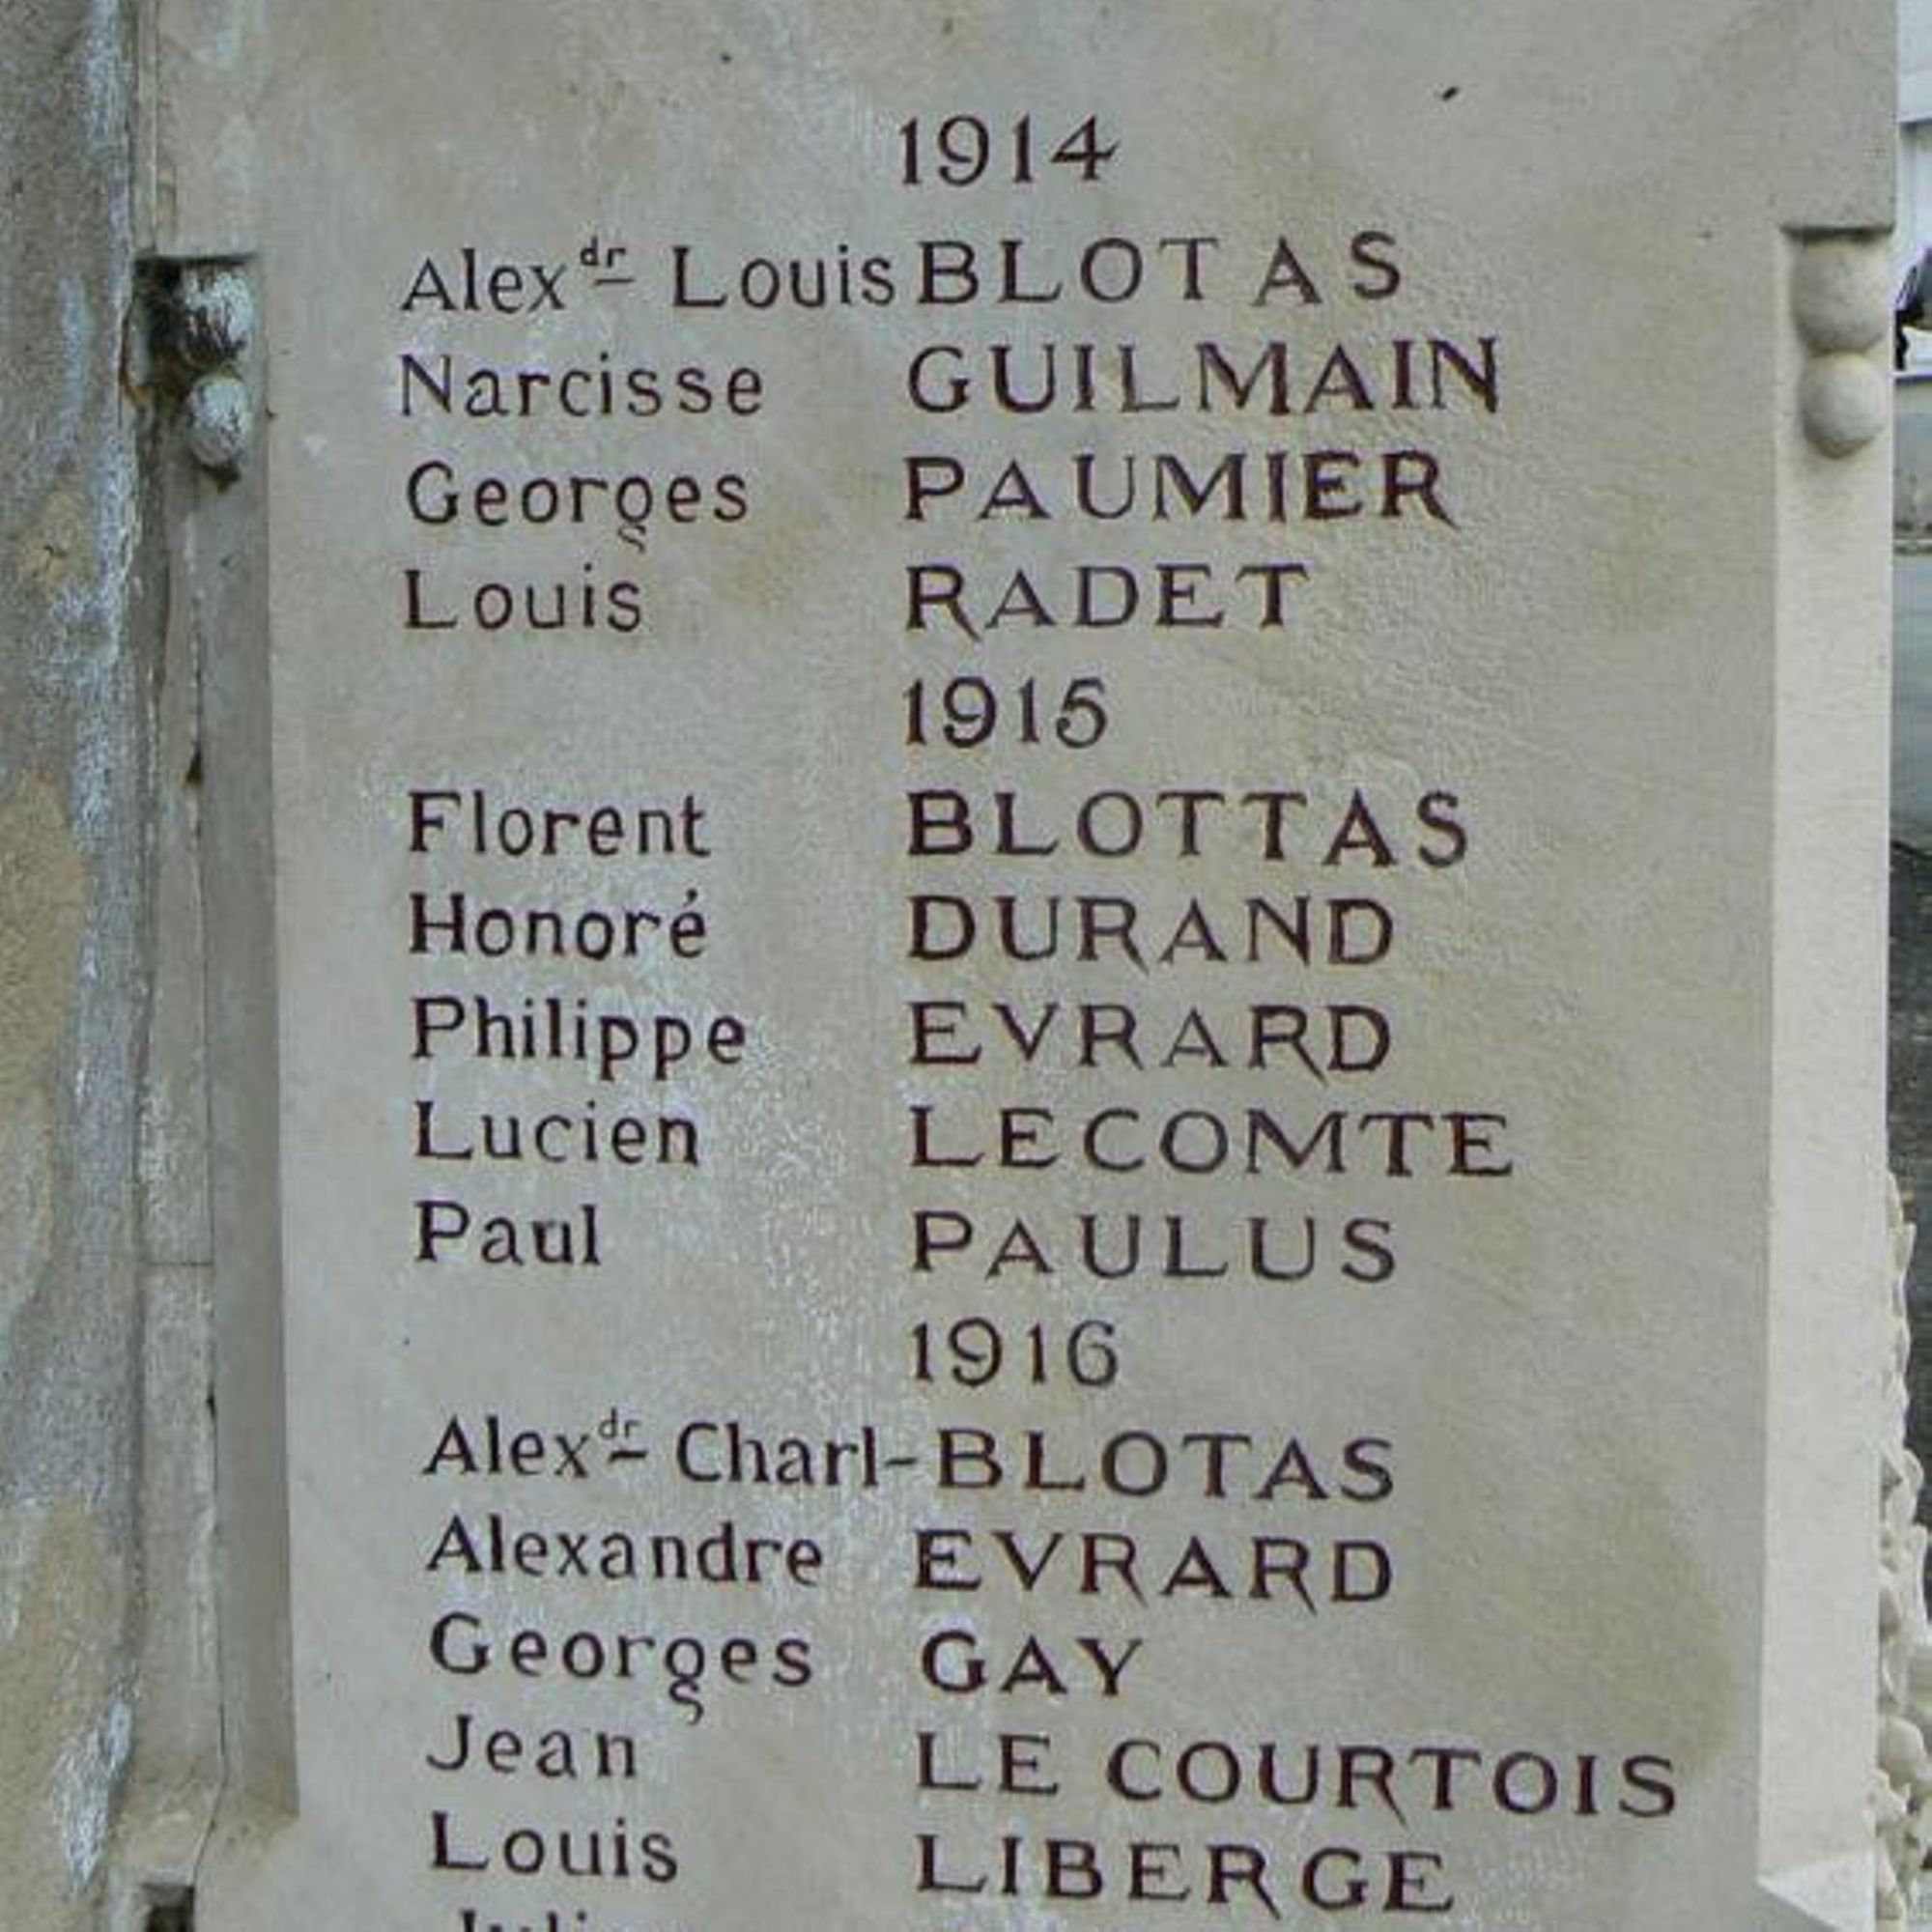 1914
Alexdr Louis BLOTAS
Narcisse GUILMAIN
Georges PAUMIER
Louis RADET
1915
Florent BLOTTAS
Honoré DURAND
Philippe EVRARD
Lucien LECOMTE
Paul PAULUS
1916
Alexdr Charl-BLOTAS
Alexandre EVRARD
Georges GAY
Jean LE COURTOIS
Louis LIBERGE